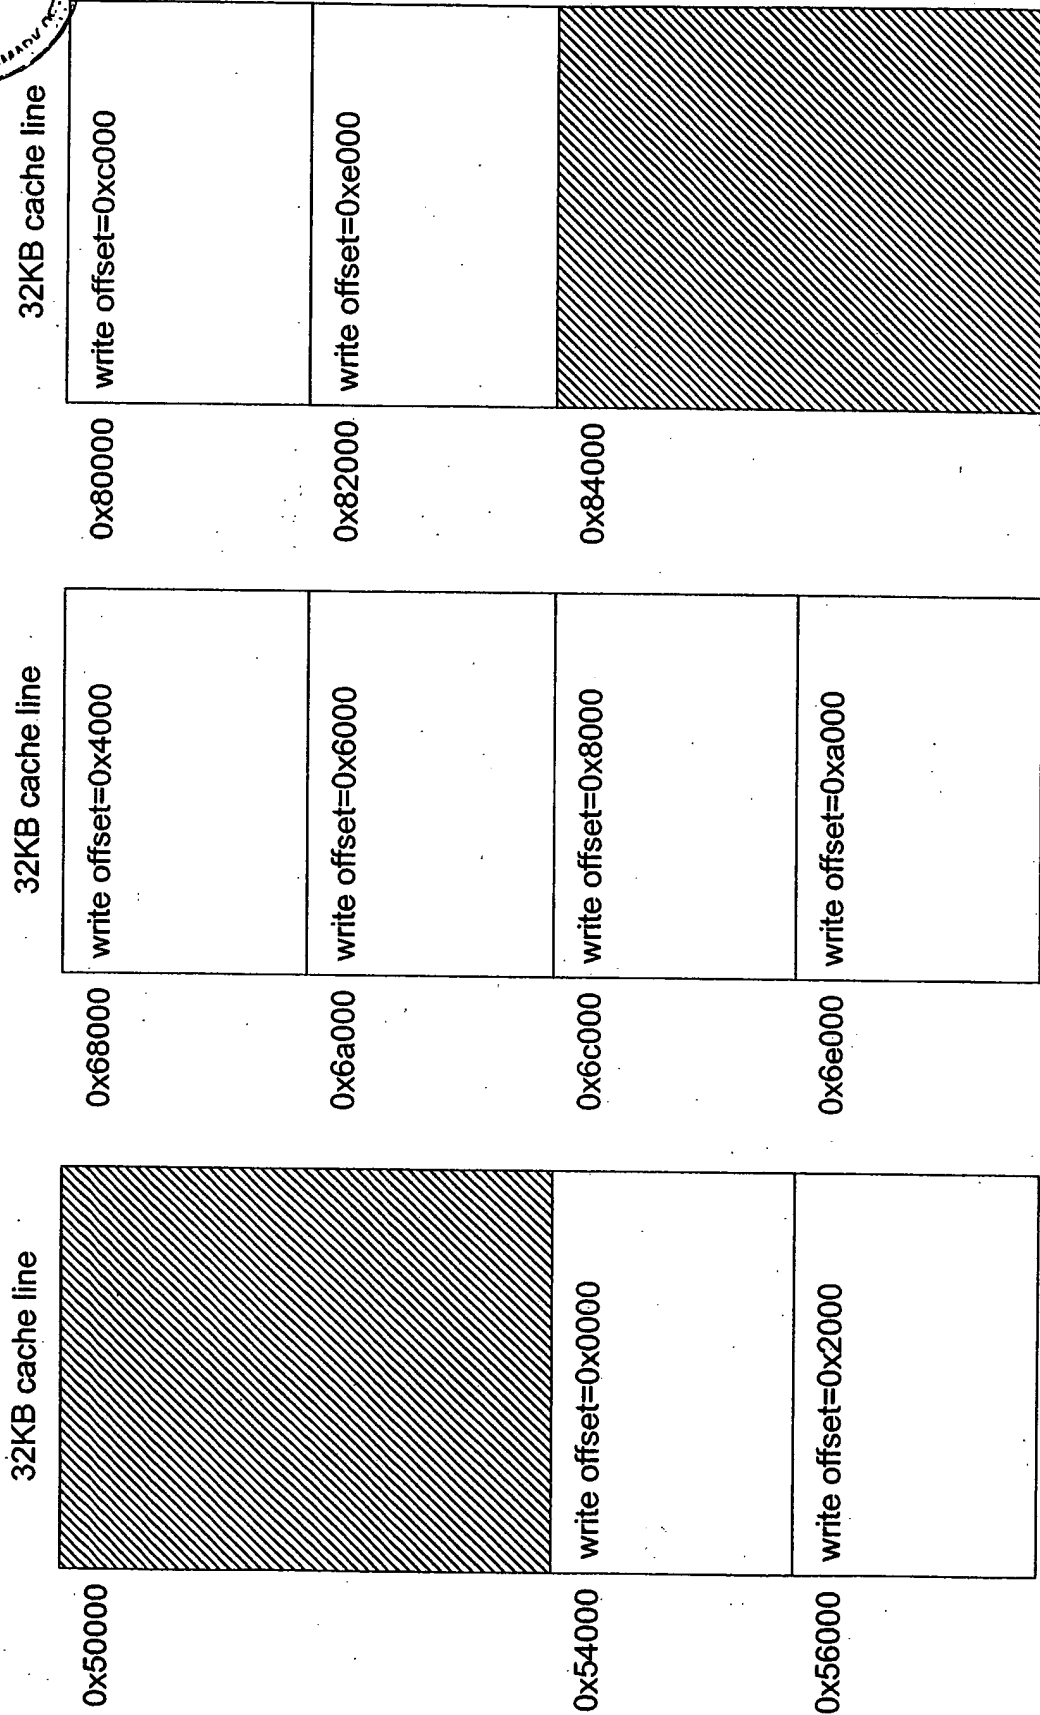 32KB cache line
0x50000
0x54000 write offset=0x0000
0x56000 write offset=0x2000
32KB cache line
0x68000 write offset=0x4000
0x6a000 write offset=0x6000
0x6c000 write offset=0x8000
0x6e000 write offset=0xa000
32KB cache line
0x80000 write offset=0xc000
0x82000 write offset=0xe000
0x84000